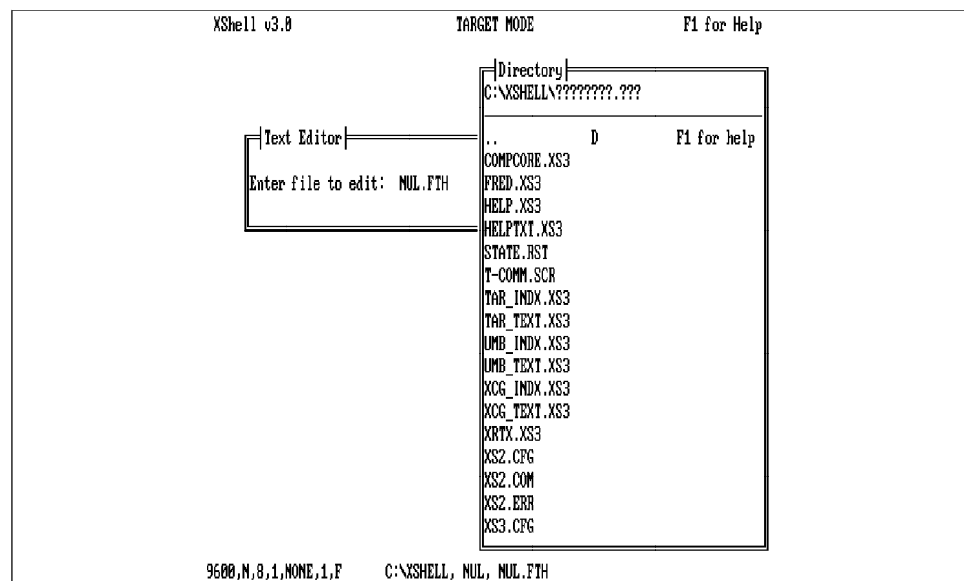 XShell v3.0 TARGET MODE F1 for Help
Directory
C:\XSHELL\????????.???
.. D F1 for help
Text Editor
Enter file to edit: NUL.FTH
COMPCORE.XS3
FRED.XS3
HELP.XS3
HELPTXT.XS3
STATE.RST
T-COMM.SCR
TAR_INDX.XS3
TAR_TEXT.XS3
UMB_INDX.XS3
UMB_TEXT.XS3
XCG_INDX.XS3
XCG_TEXT.XS3
XRTX.XS3
XS2.CFG
XS2.COM
XS2.ERR
XS3.CFG
9600,N,8,1,NONE,1,F C:\XSHELL, NUL, NUL.FTH